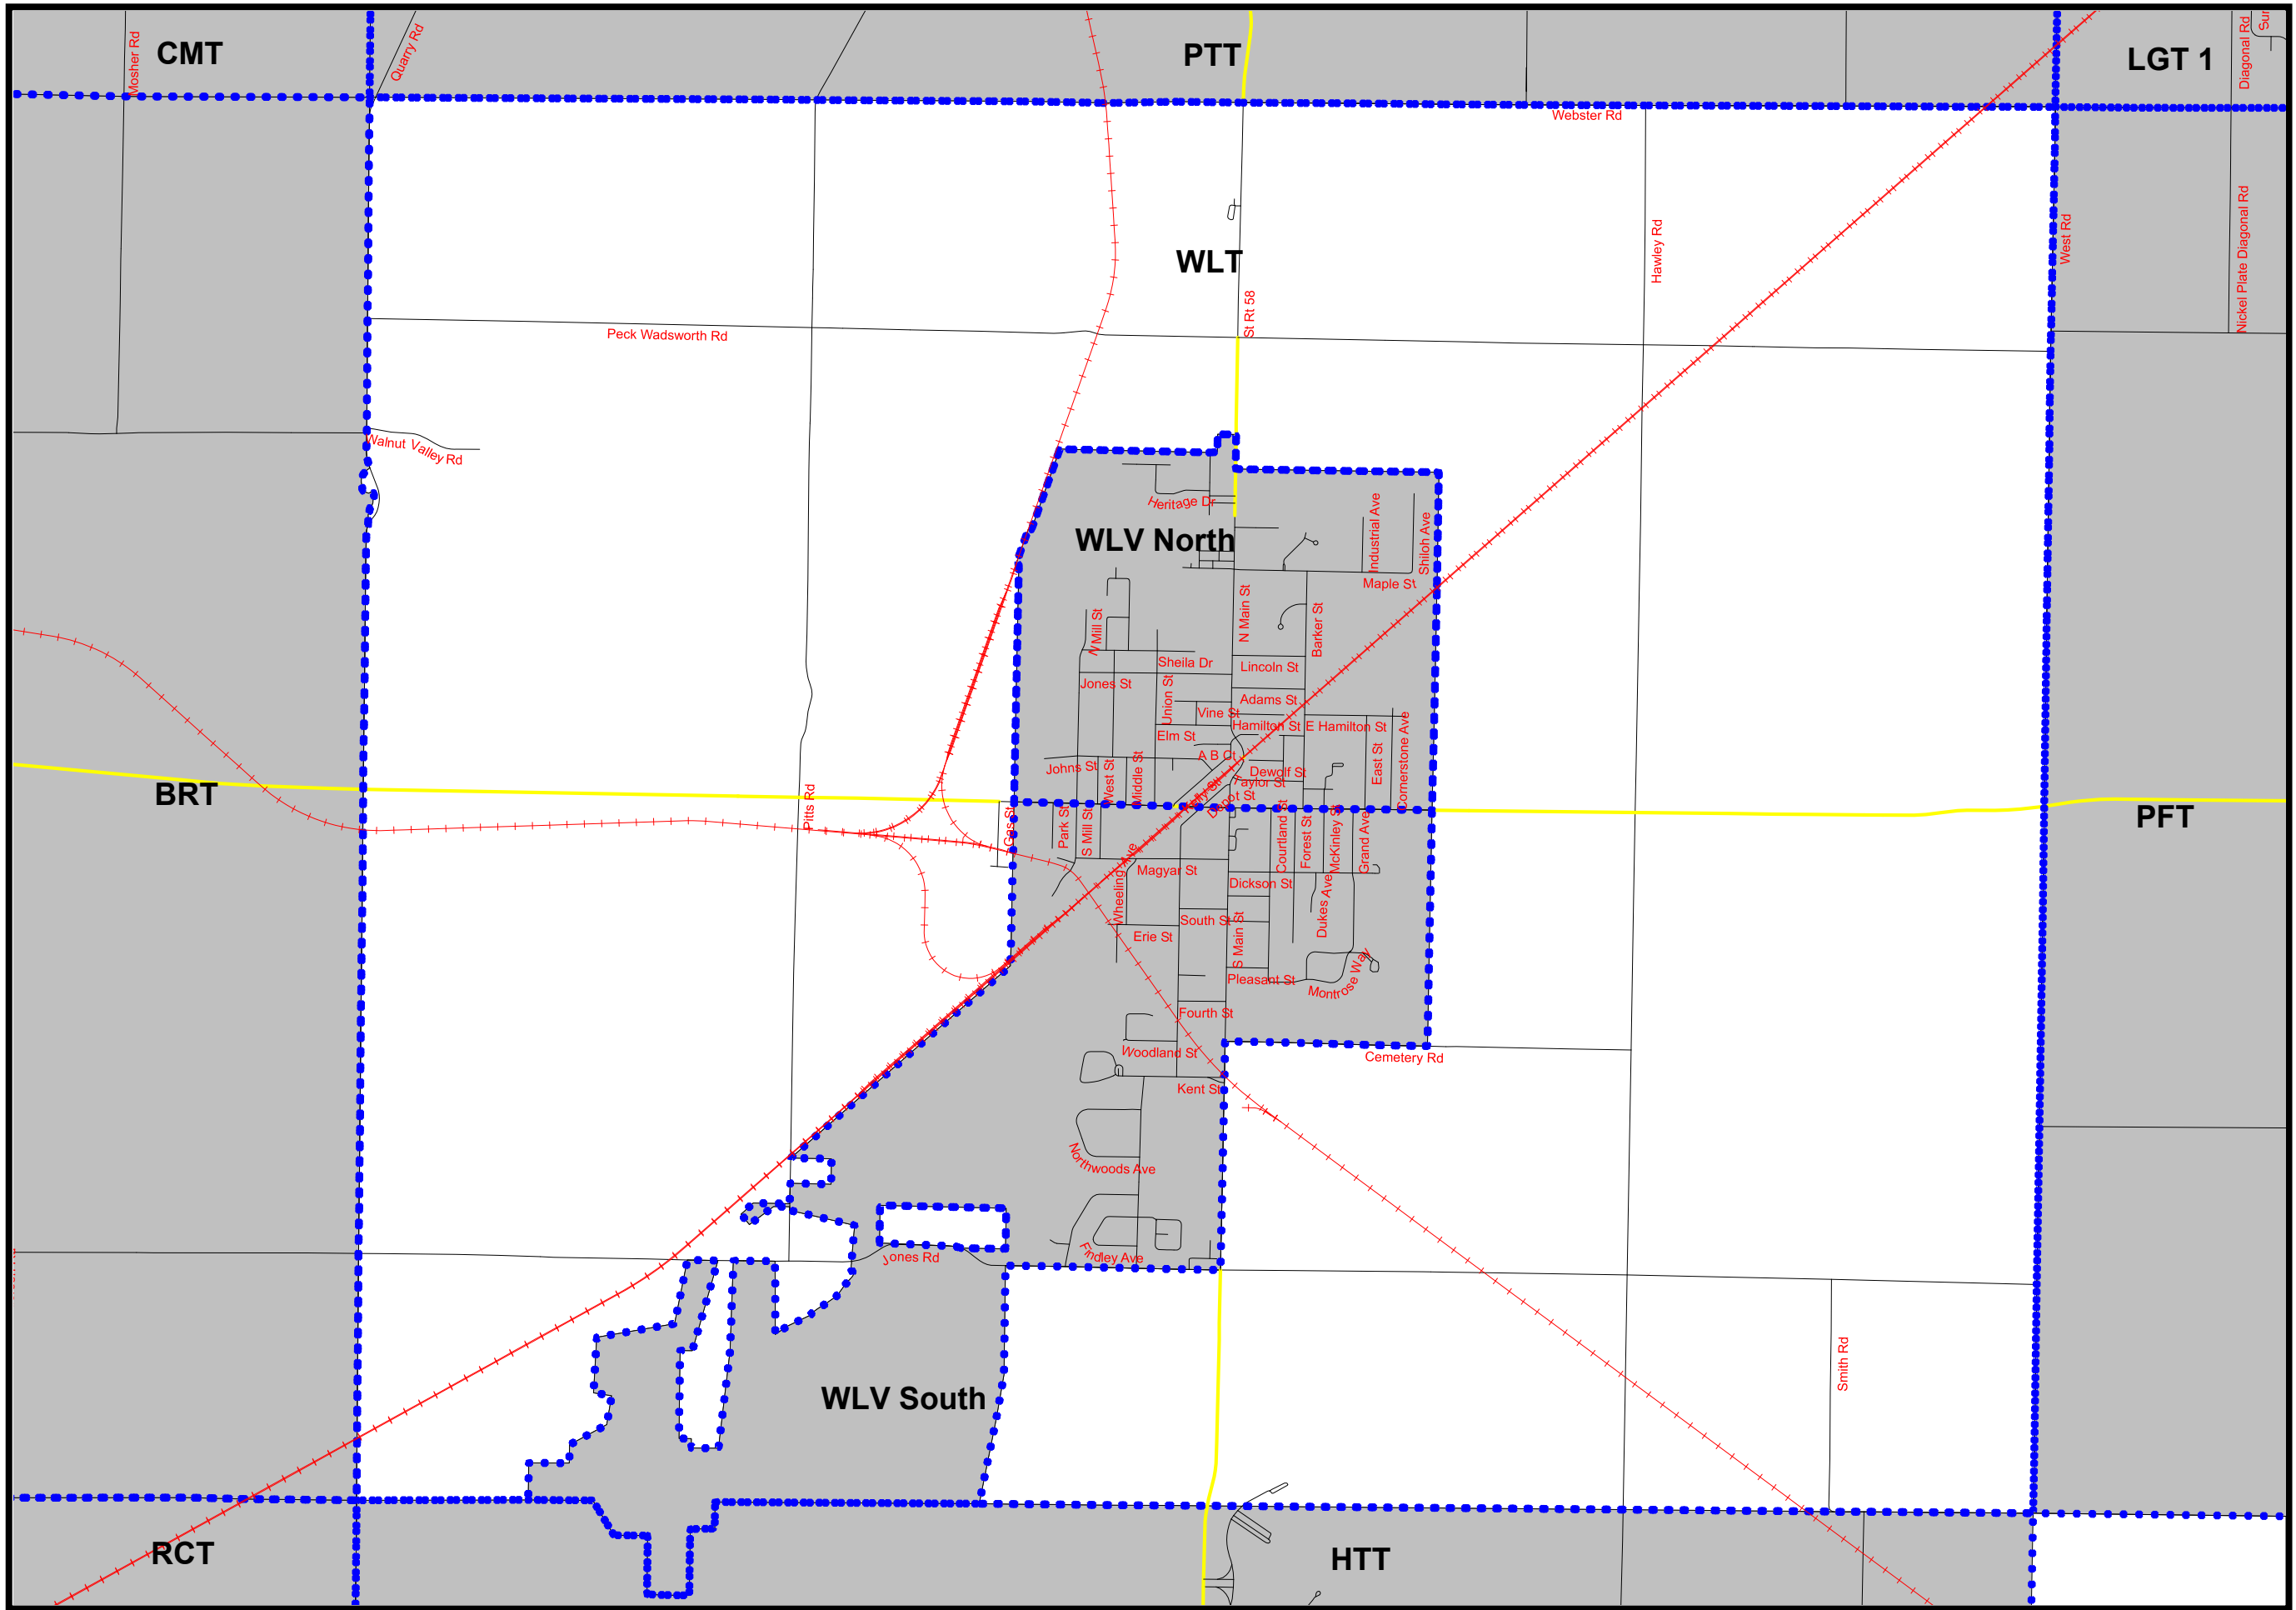 CMT
Mosher Rd
Quarry Rd
PTT
LGT 1
Diagonal Rd
Webster Rd
WLT
St Rt 58
Hawley Rd
West Rd
Nickel Plate Diagonal Rd
Peck Wadsworth Rd
Walnut Valley Rd
Heritage Dr
WLV North
Industrial Ave
Shiloh Ave
Maple St
N Mill St
N Main St
Barker St
Sheila Dr
Lincoln St
Jones St
Union St
Adams St
Vine St
Hamilton St
E Hamilton St
Elm St
A B Ct
Johns St
West St
Middle St
Dewolf St
Taylor St
East St
Cornerstone Ave
Depot St
BRT
Pitts Rd
PFT
Gas St
Park St
S Mill St
Wheeling Ave
Magyar St
Courtland St
Forest St
McKinley St
Grand Ave
Dickson St
Dukes Ave
South St
S Main St
Erie St
Pleasant St
Montrose Way
Fourth St
Woodland St
Cemetery Rd
Kent St
Northwoods Ave
Jones Rd
Findley Ave
Smith Rd
WLV South
RCT
HTT